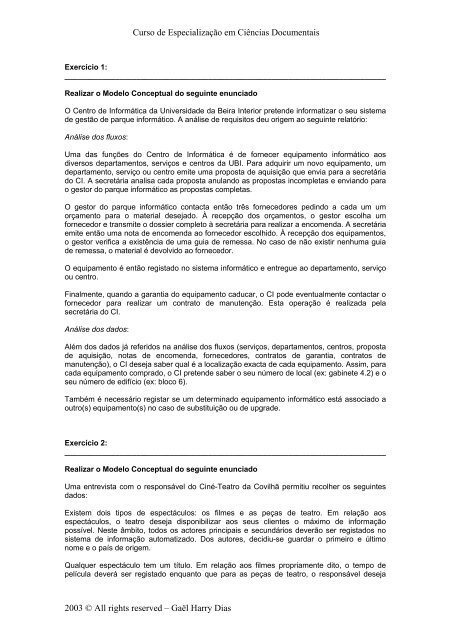 Curso de Especialização em Ciências Documentais
Exercício 1:
Realizar o Modelo Conceptual do seguinte enunciado
O Centro de Informática da Universidade da Beira Interior pretende informatizar o seu sistema
de gestão de parque informático. A análise de requisitos deu origem ao seguinte relatório:
Análise dos fluxos:
Uma das funções do Centro de Informática é de fornecer equipamento informático aos
diversos departamentos, serviços e centros da UBI. Para adquirir um novo equipamento, um
departamento, serviço ou centro emite uma proposta de aquisição que envia para a secretária
do CI. A secretária analisa cada proposta anulando as propostas incompletas e enviando para
o gestor do parque informático as propostas completas.
O gestor do parque informático contacta então três fornecedores pedindo a cada um um
orçamento para o material desejado. À recepção dos orçamentos, o gestor escolha um
fornecedor e transmite o dossier completo à secretária para realizar a encomenda. A secretária
emite então uma nota de encomenda ao fornecedor escolhido. À recepção dos equipamentos,
o gestor verifica a existência de uma guia de remessa. No caso de não existir nenhuma guia
de remessa, o material é devolvido ao fornecedor.
O equipamento é então registado no sistema informático e entregue ao departamento, serviço
ou centro.
Finalmente, quando a garantia do equipamento caducar, o CI pode eventualmente contactar o
fornecedor para realizar um contrato de manutenção. Esta operação é realizada pela
secretária do CI.
Análise dos dados:
Além dos dados já referidos na análise dos fluxos (serviços, departamentos, centros, proposta
de aquisição, notas de encomenda, fornecedores, contratos de garantia, contratos de
manutenção), o CI deseja saber qual é a localização exacta de cada equipamento. Assim, para
cada equipamento comprado, o CI pretende saber o seu número de local (ex: gabinete 4.2) e o
seu número de edifício (ex: bloco 6).
Também é necessário registar se um determinado equipamento informático está associado a
outro(s) equipamento(s) no caso de substituição ou de upgrade.
Exercício 2:
Realizar o Modelo Conceptual do seguinte enunciado
Uma entrevista com o responsável do Ciné-Teatro da Covilhã permitiu recolher os seguintes
dados:
Existem dois tipos de espectáculos: os filmes e as peças de teatro. Em relação aos
espectáculos, o teatro deseja disponibilizar aos seus clientes o máximo de informação
possível. Neste âmbito, todos os actores principais e secundários deverão ser registados no
sistema de informação automatizado. Dos autores, decidiu-se guardar o primeiro e último
nome e o país de origem.
Qualquer espectáculo tem um título. Em relação aos filmes propriamente dito, o tempo de
película deverá ser registado enquanto que para as peças de teatro, o responsável deseja
2003 © All rights reserved – Gaël Harry Dias